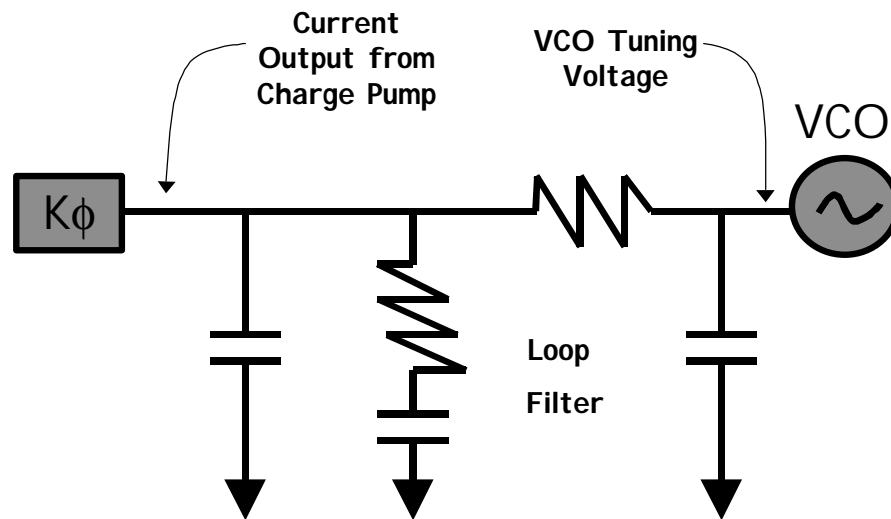 Current
Output from
Charge Pump
VCO Tuning
Voltage
VCO
Kϕ
Loop
Filter